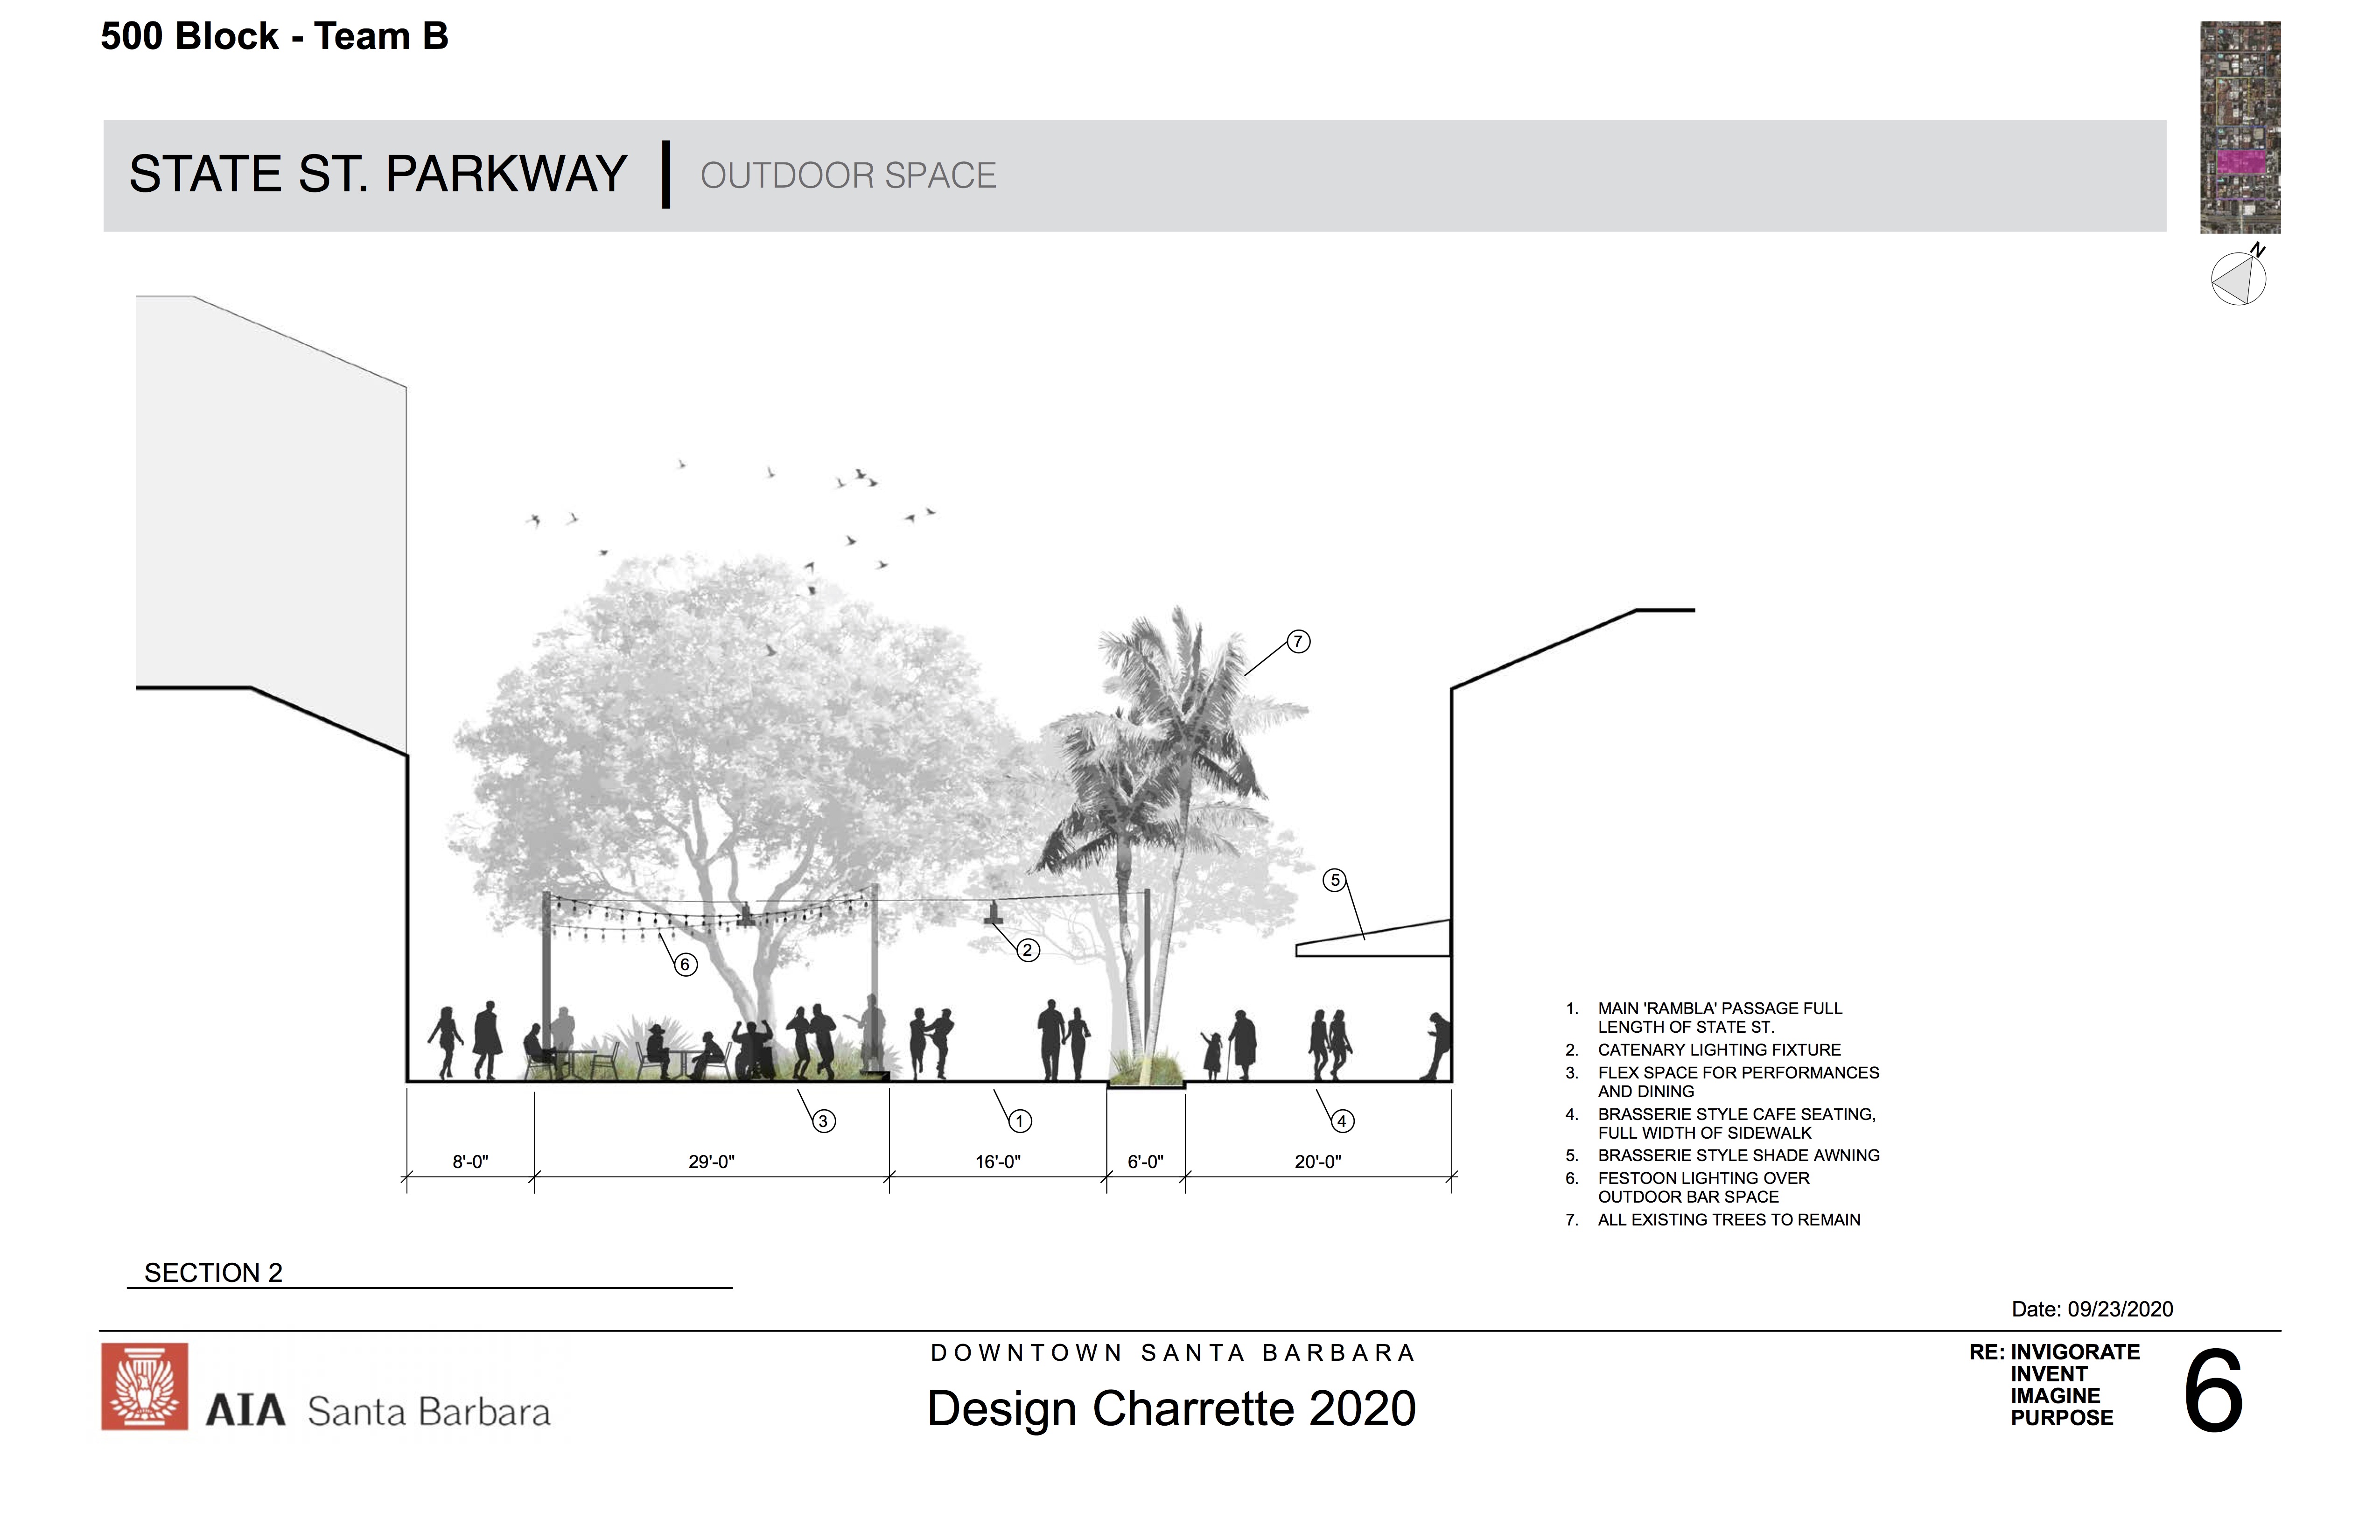 500 Block - Team B
STATE ST. PARKWAY | OUTDOOR SPACE
N
7
5
2
6
3
1
4
8'-0"
29'-0"
16'-0"
6'-0"
20'-0"
1. MAIN 'RAMBLA' PASSAGE FULL
LENGTH OF STATE ST.
2. CATENARY LIGHTING FIXTURE
3. FLEX SPACE FOR PERFORMANCES
AND DINING
4. BRASSERIE STYLE CAFE SEATING,
FULL WIDTH OF SIDEWALK
5. BRASSERIE STYLE SHADE AWNING
6. FESTOON LIGHTING OVER
OUTDOOR BAR SPACE
7. ALL EXISTING TREES TO REMAIN
SECTION 2
Date: 09/23/2020
AIA Santa Barbara
DOWNTOWN SANTA BARBARA
Design Charrette 2020
RE: INVIGORATE
INVENT
IMAGINE
PURPOSE
6